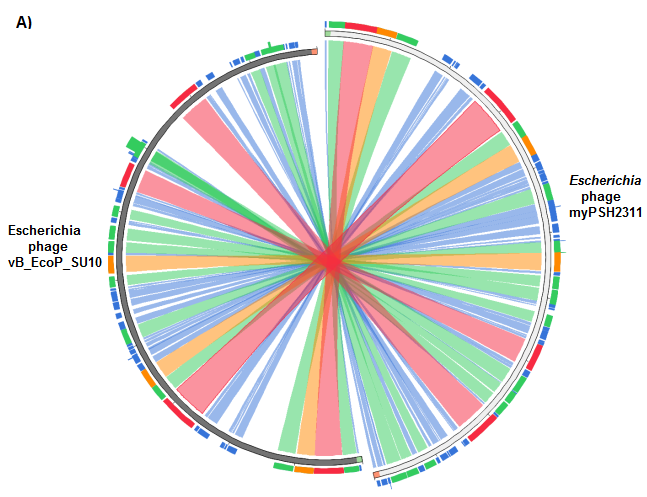 A)
Escherichia
phage
myPSH2311
Escherichia
phage
vB_EcoP_SU10